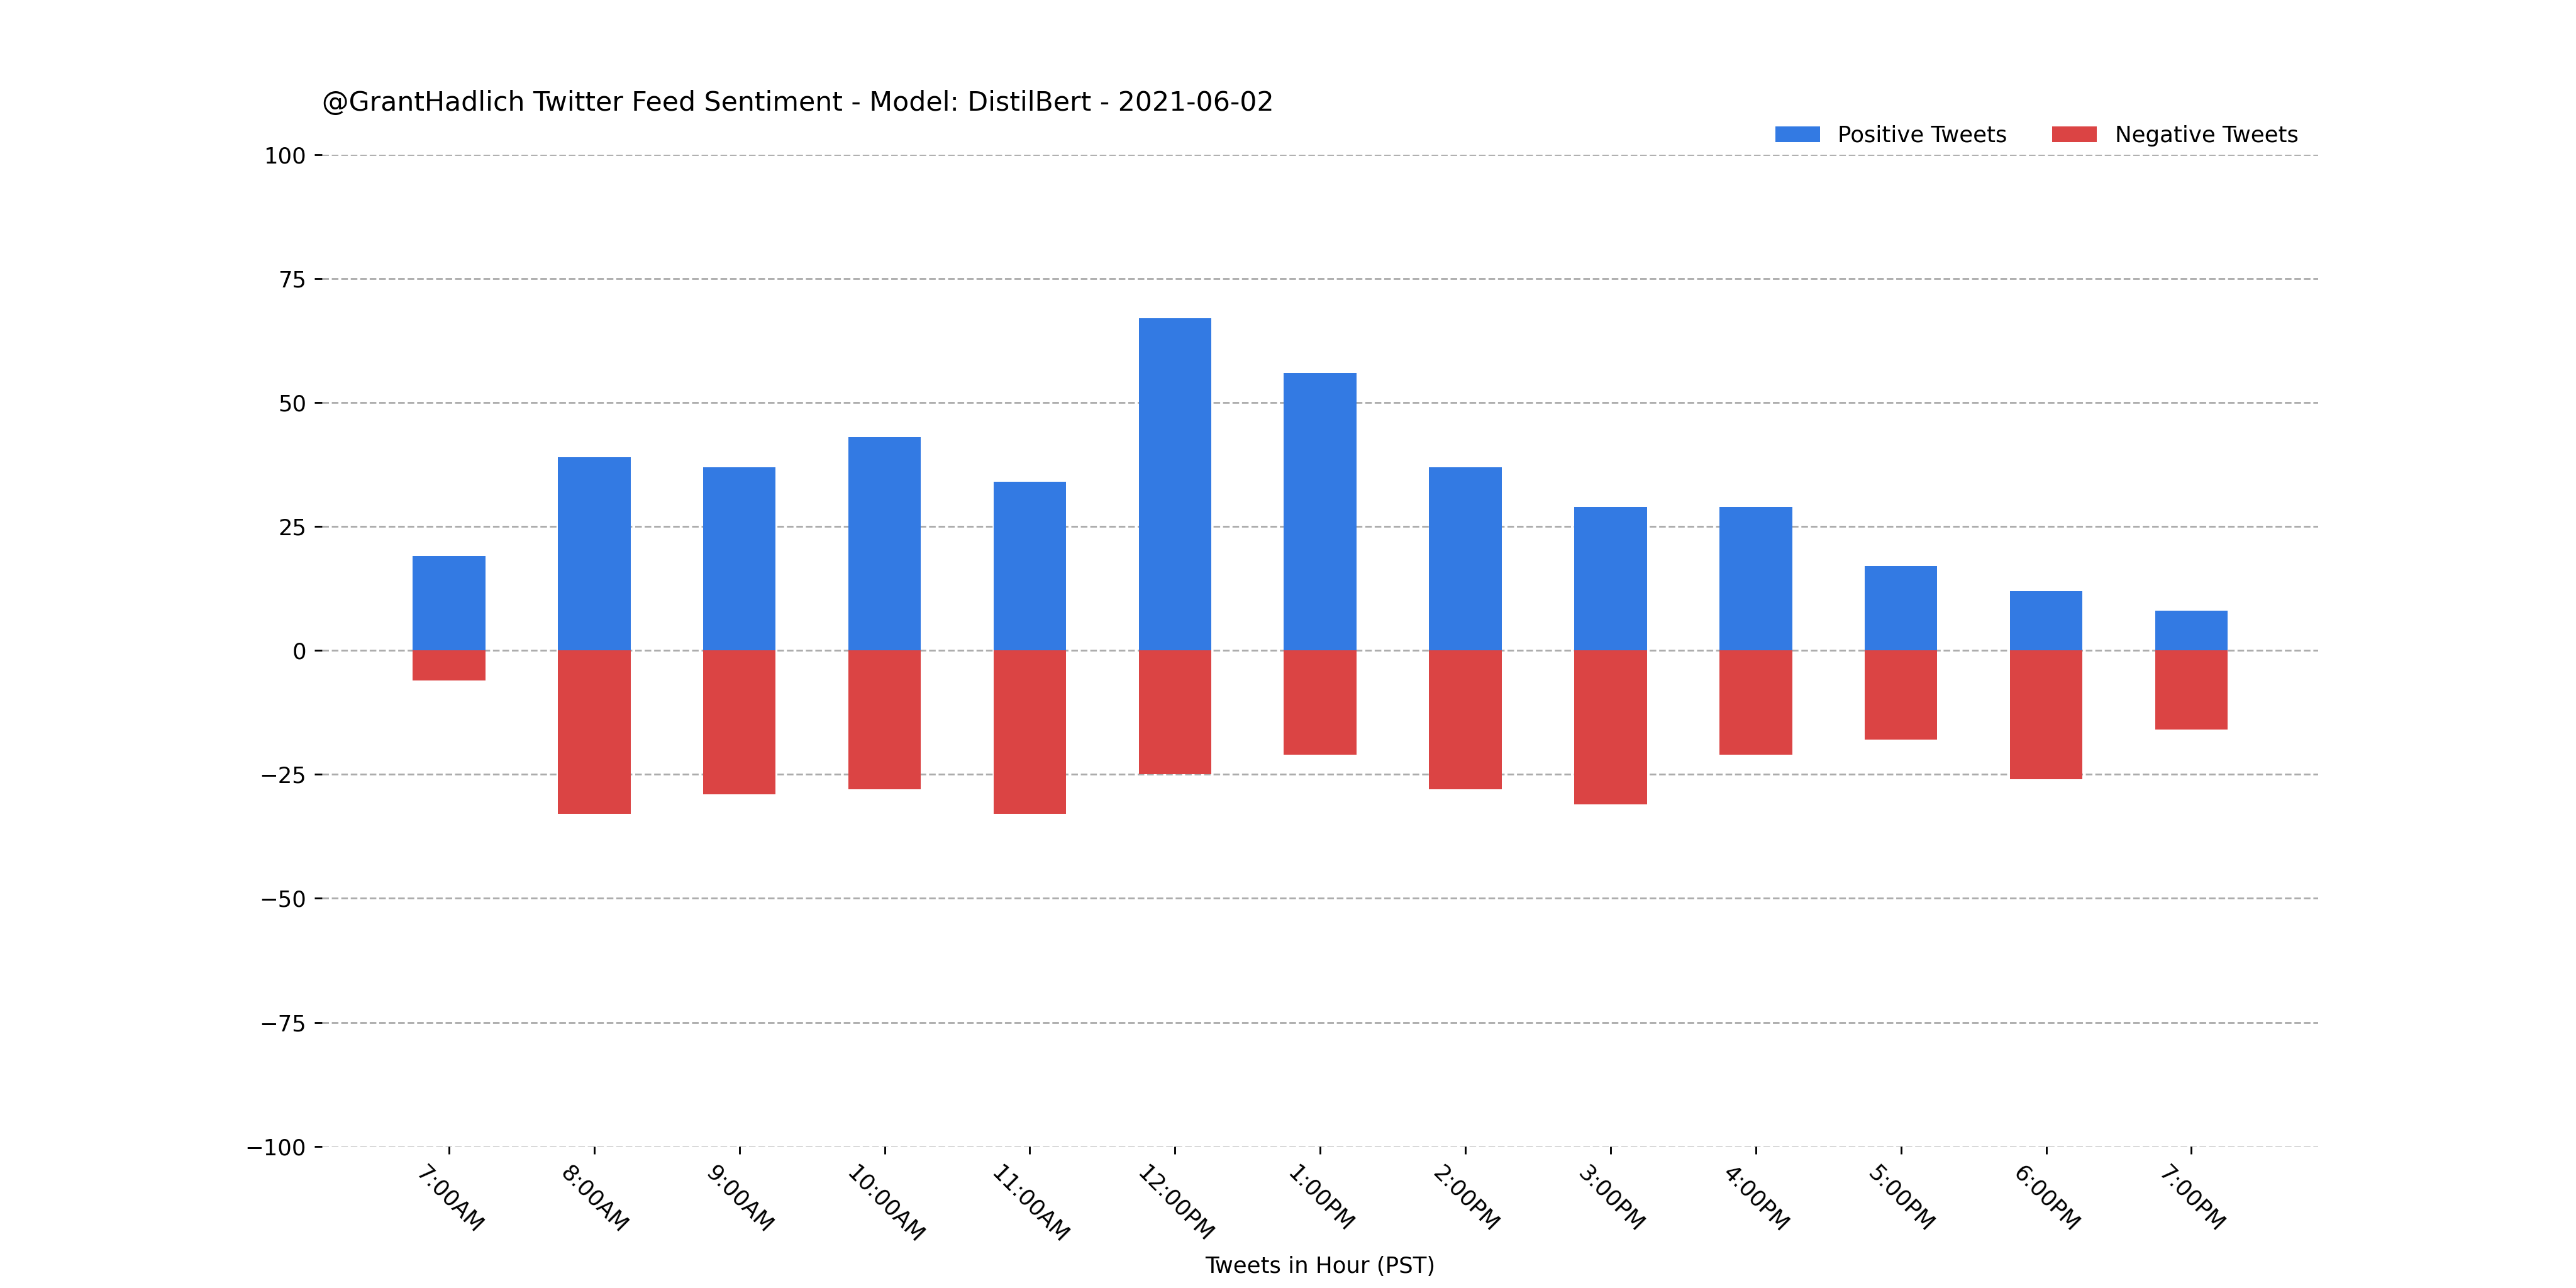 @GrantHadlich Twitter Feed Sentiment - Model: DistilBert - 2021-06-02
Positive Tweets Negative Tweets
100
75
50
25
0
−25
−50
−75
−100
7:00AM 8:00AM 9:00AM 10:00AM 11:00AM 12:00PM 1:00PM 2:00PM 3:00PM 4:00PM 5:00PM 6:00PM 7:00PM
Tweets in Hour (PST)